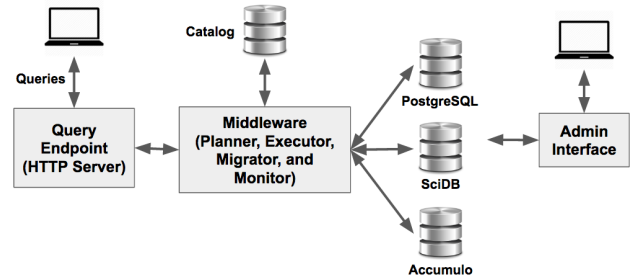 Catalog
Queries
PostgreSQL
Query
Endpoint
(HTTP Server)
Middleware
(Planner, Executor,
Migrator, and
Monitor)
Admin
Interface
SciDB
Accumulo